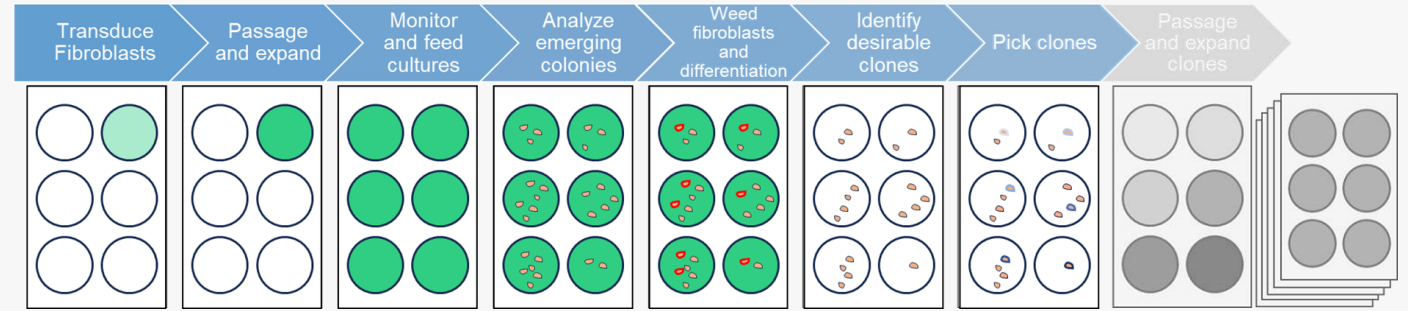 Transduce
Fibroblasts
Passage
and expand
Monitor
and feed
cultures
Analyze
emerging
colonies
Weed
fibroblasts
and
differentiation
Identify
desirable
clones
Pick clones
Passage
and expand
clones